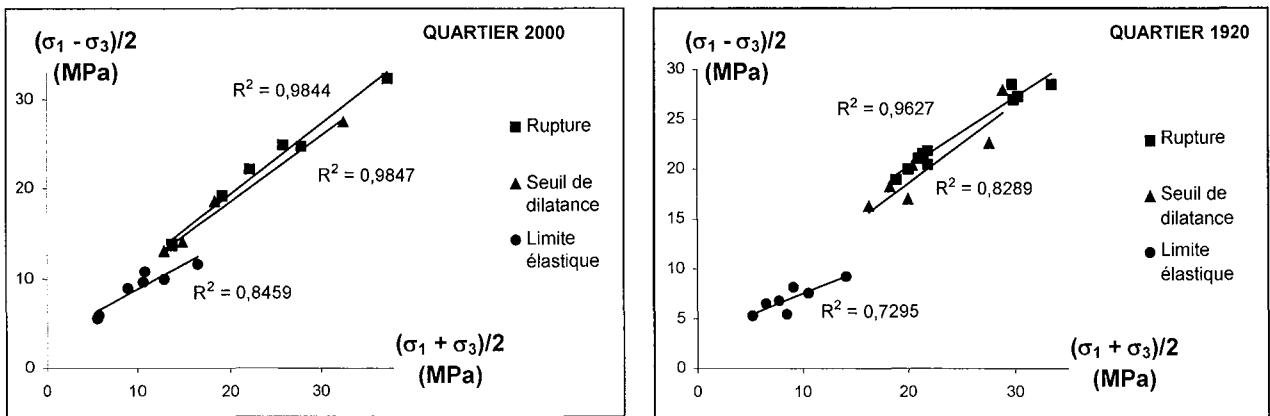 QUARTIER 2000
(σ₁ - σ₃)/2
(MPa)
R² = 0,9844
R² = 0,9847
R² = 0,8459
Rupture
Seuil de
dilatance
Limite
élastique
30
20
10
0
0 10 20 30
(σ₁ + σ₃)/2
(MPa)
QUARTIER 1920
(σ₁ - σ₃)/2
(MPa)
R² = 0,9627
R² = 0,8289
R² = 0,7295
Rupture
Seuil de
dilatance
Limite
élastique
30
25
20
15
10
5
0
0 10 20 30
(σ₁ + σ₃)/2
(MPa)